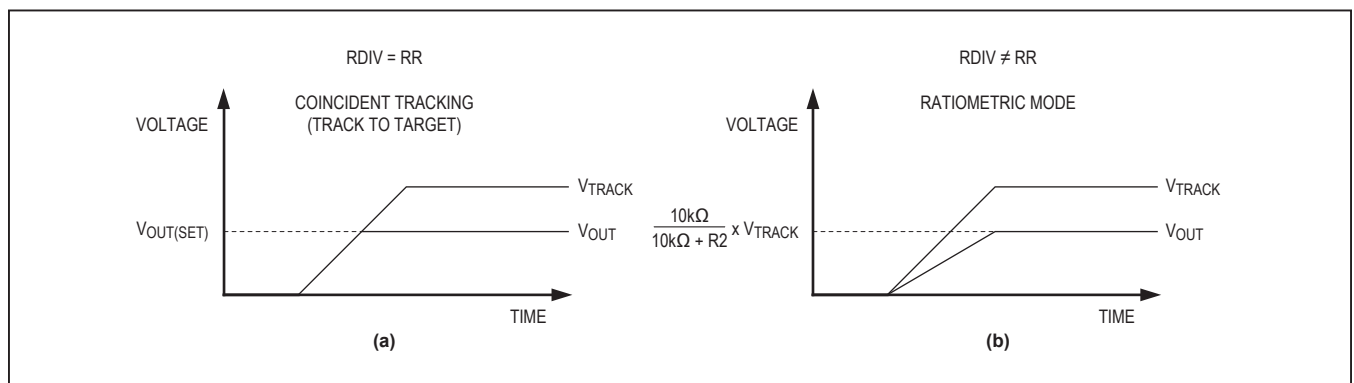 RDIV = RR
COINCIDENT TRACKING
(TRACK TO TARGET)
VOLTAGE
VTRACK
VOUT(SET)
VOUT
TIME
(a)
RDIV ≠ RR
RATIOMETRIC MODE
VOLTAGE
VTRACK
10kΩ
10kΩ + R2
x VTRACK
VOUT
TIME
(b)